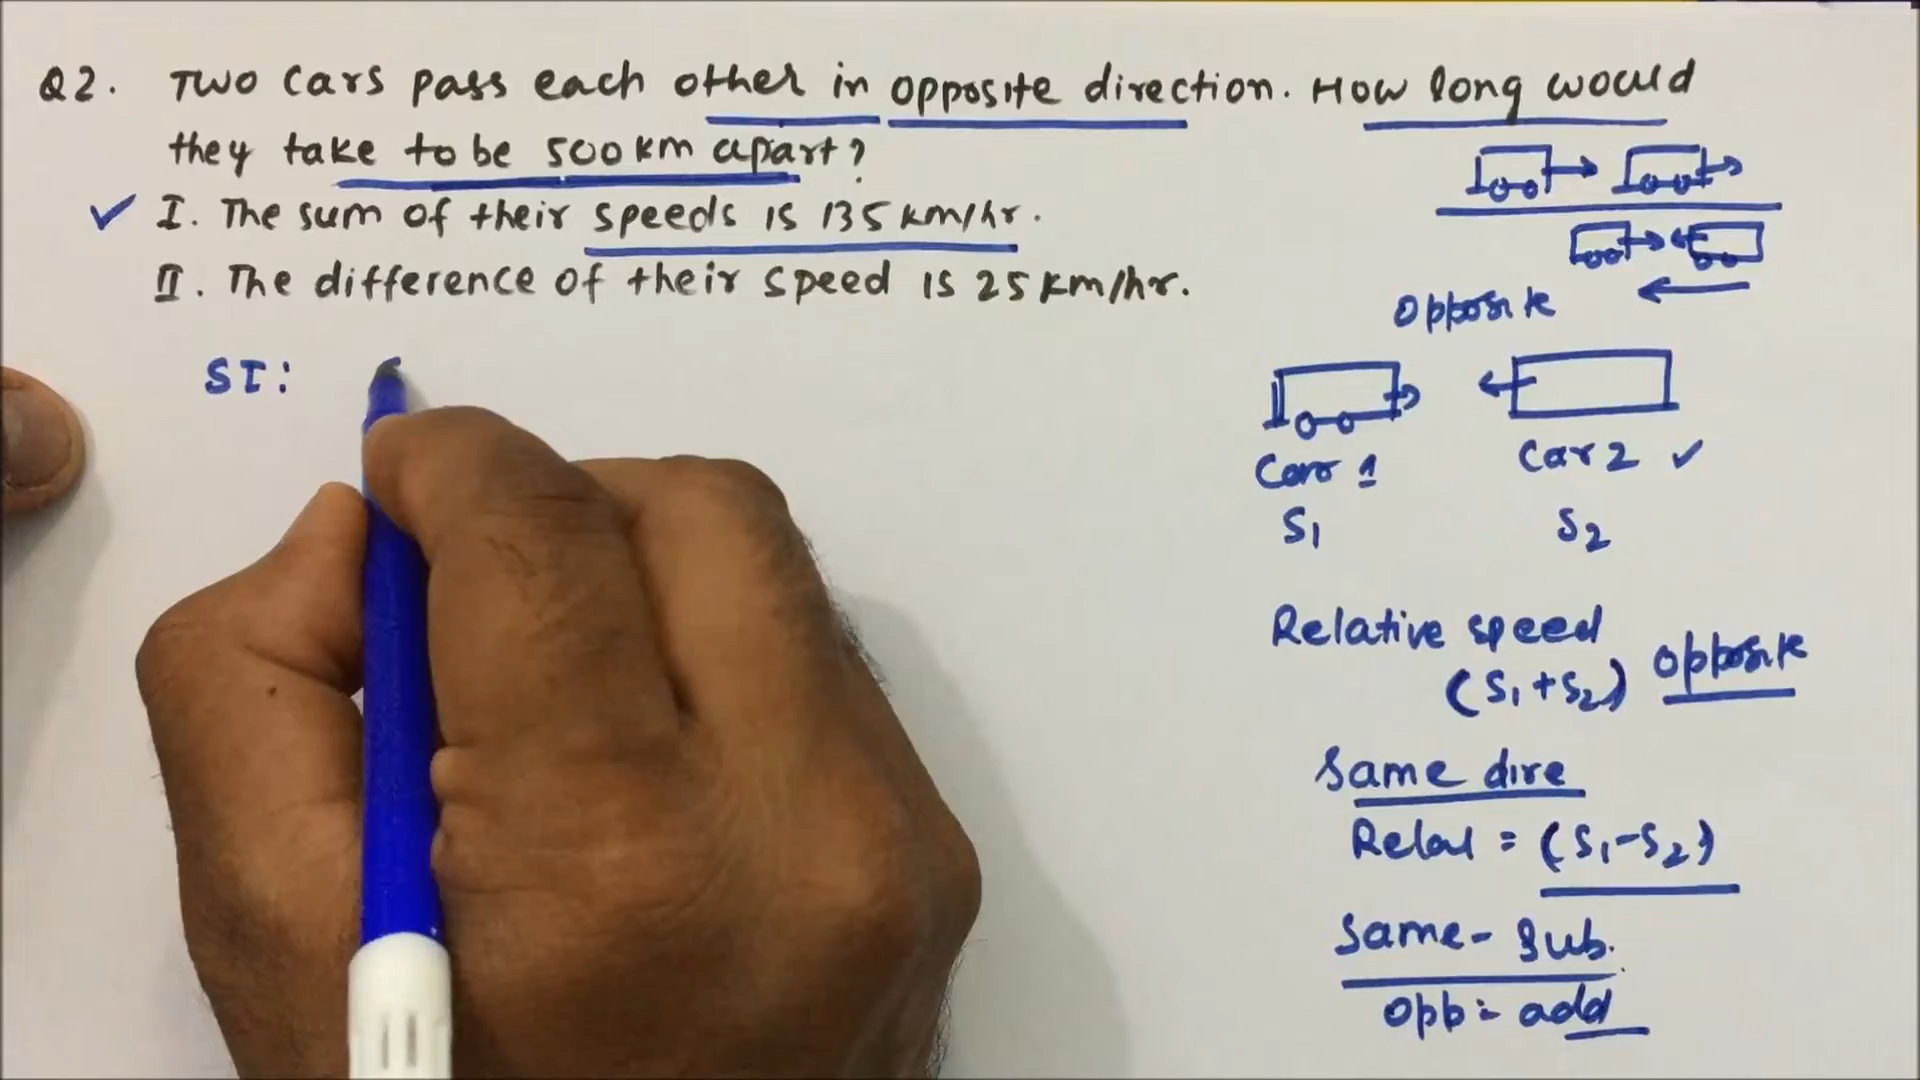 Q2. Two cars pass each other in opposite direction. How long would
they take to be 500 km apart?
I. The sum of their speeds is 135 km/hr.
II. The difference of their speed is 25 km/hr.
SI:
Opposite
Car 1
Car 2
S1
S2
Relative speed
(S1+S2) opposite
Same dire
Relat = (S1-S2)
Same - Sub.
opp = add